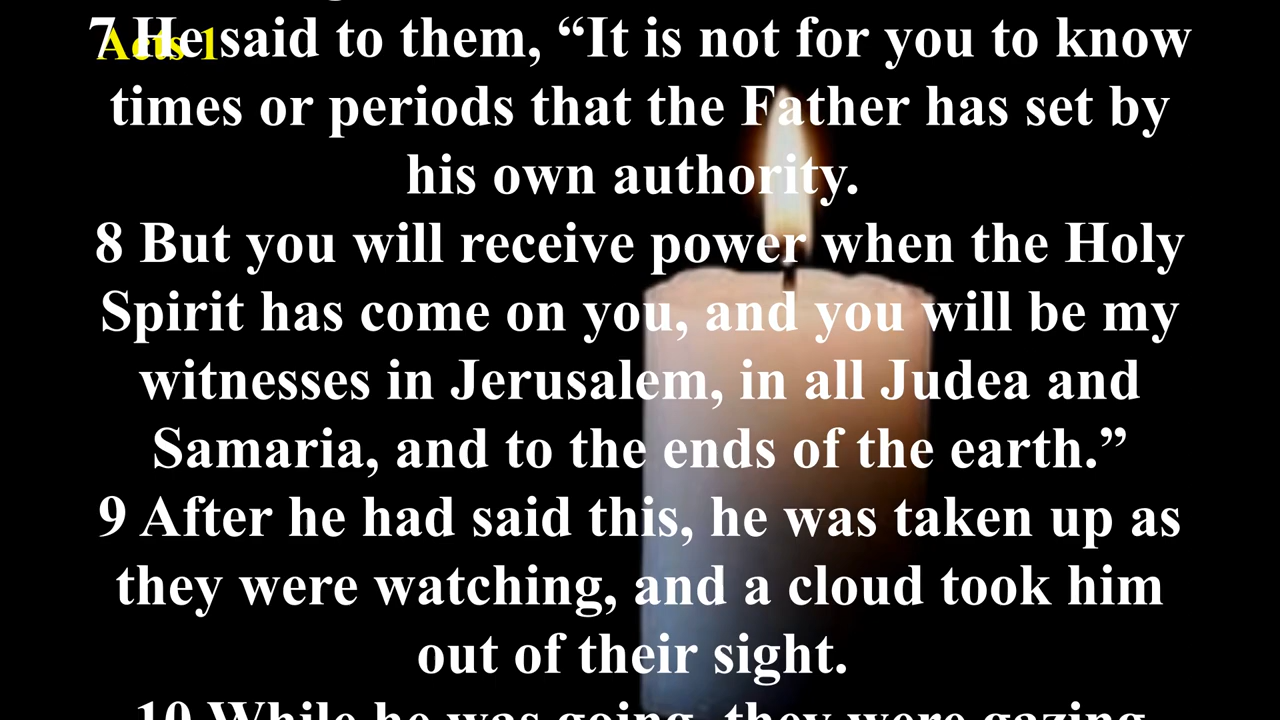 Acts 1
7 He said to them, “It is not for you to know
times or periods that the Father has set by
his own authority.
8 But you will receive power when the Holy
Spirit has come on you, and you will be my
witnesses in Jerusalem, in all Judea and
Samaria, and to the ends of the earth.”
9 After he had said this, he was taken up as
they were watching, and a cloud took him
out of their sight.
10 While he was going, they were gazing